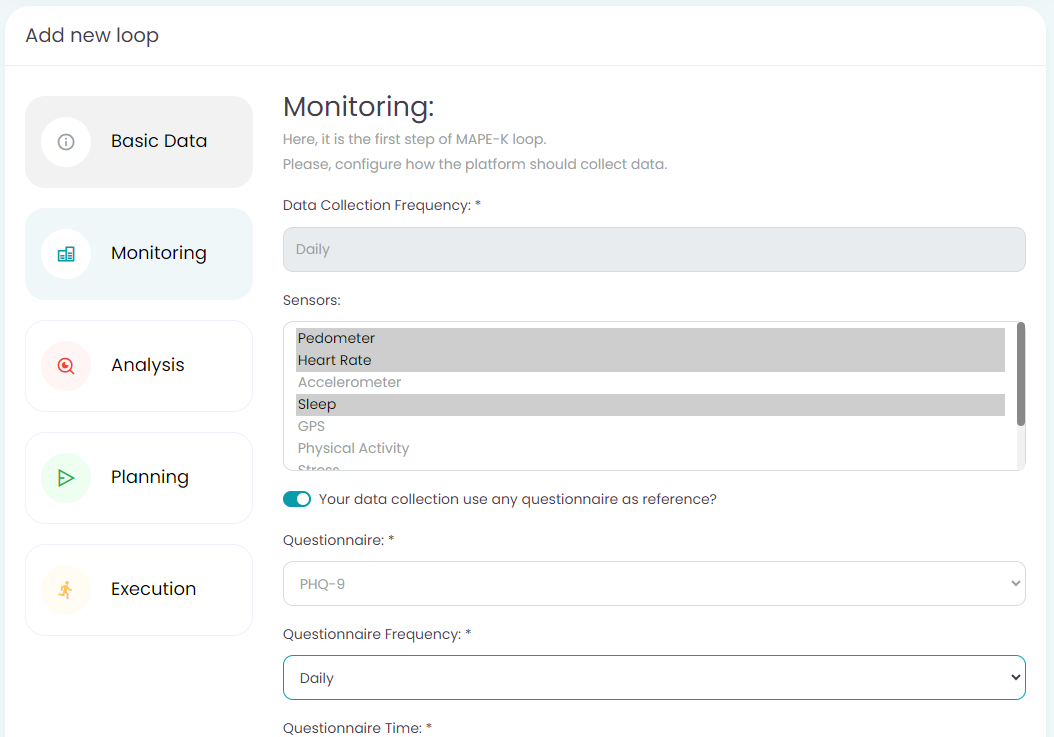 Add new loop
Basic Data
Monitoring
Analysis
Planning
Execution
Monitoring:
Here, it is the first step of MAPE-K loop.
Please, configure how the platform should collect data.
Data Collection Frequency: *
Daily
Sensors:
Pedometer
Heart Rate
Accelerometer
Sleep
GPS
Physical Activity
Stress
Your data collection use any questionnaire as reference?
Questionnaire: *
PHQ-9
Questionnaire Frequency: *
Daily
Questionnaire Time: *